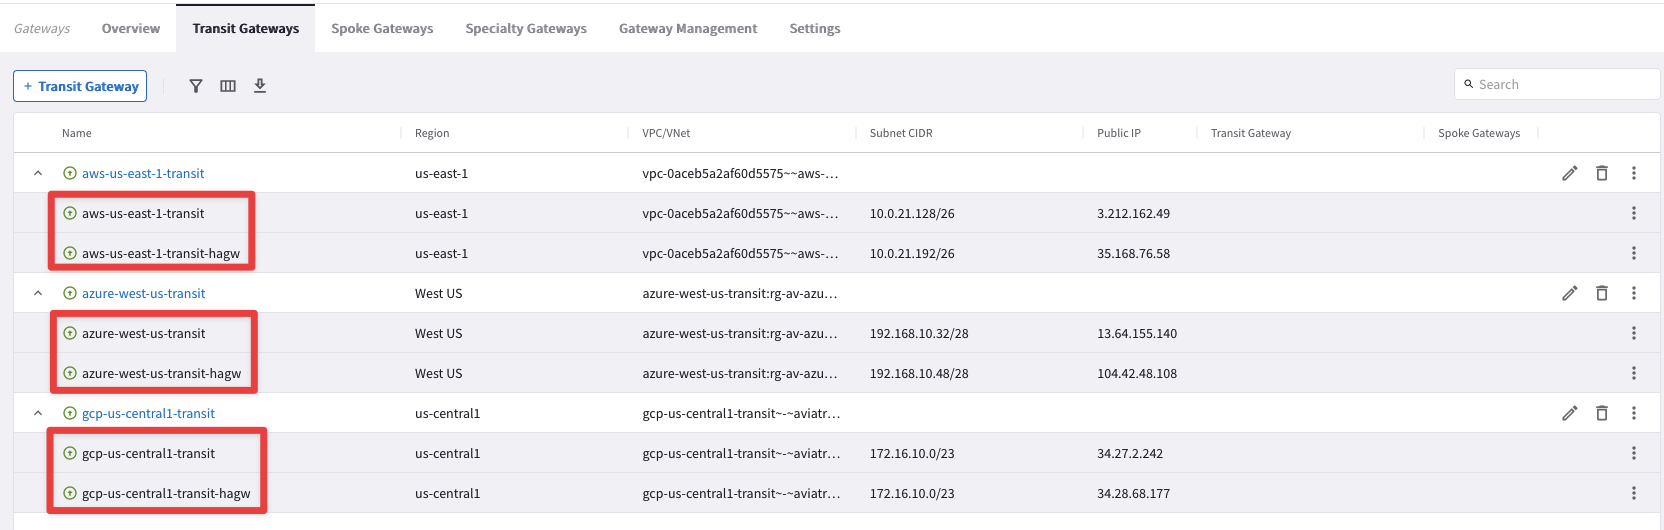 Gateways Overview Transit Gateways Spoke Gateways Specialty Gateways Gateway Management Settings
+ Transit Gateway Search
Name Region VPC/VNet Subnet CIDR Public IP Transit Gateway Spoke Gateways
aws-us-east-1-transit us-east-1 vpc-0aceb5a2af60d5575~~aws-...
aws-us-east-1-transit us-east-1 vpc-0aceb5a2af60d5575~~aws-... 10.0.21.128/26 3.212.162.49
aws-us-east-1-transit-hagw us-east-1 vpc-0aceb5a2af60d5575~~aws-... 10.0.21.192/26 35.168.76.58
azure-west-us-transit West US azure-west-us-transit:rg-av-azu...
azure-west-us-transit West US azure-west-us-transit:rg-av-azu... 192.168.10.32/28 13.64.155.140
azure-west-us-transit-hagw West US azure-west-us-transit:rg-av-azu... 192.168.10.48/28 104.42.48.108
gcp-us-central1-transit us-central1 gcp-us-central1-transit~-~aviatr...
gcp-us-central1-transit us-central1 gcp-us-central1-transit~-~aviatr... 172.16.10.0/23 34.27.2.242
gcp-us-central1-transit-hagw us-central1 gcp-us-central1-transit~-~aviatr... 172.16.10.0/23 34.28.68.177